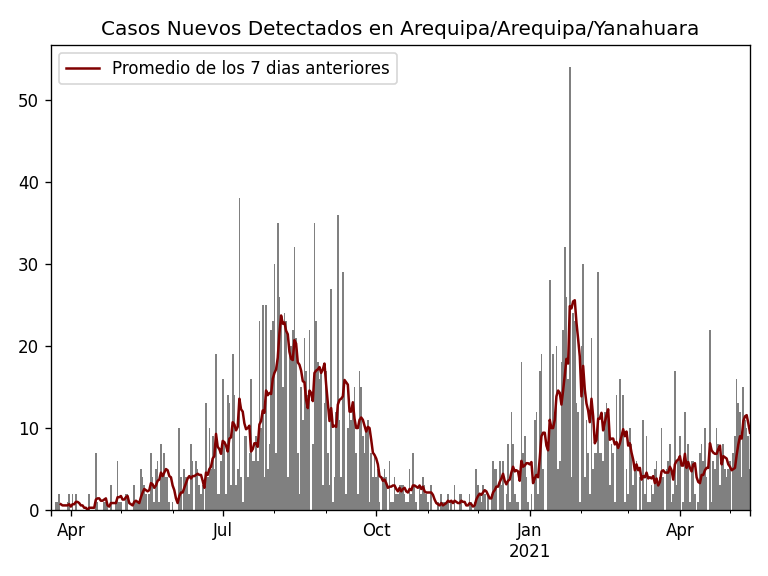 Casos Nuevos Detectados en Arequipa/Arequipa/Yanahuara
Promedio de los 7 dias anteriores
50
40
30
20
10
0
Apr Jul Oct Jan Apr
2021